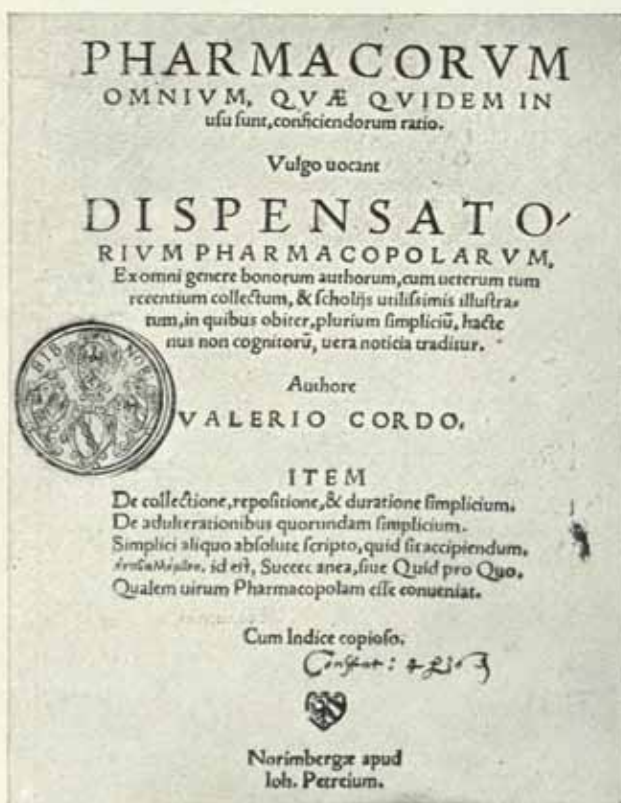 PHARMACORVM
OMNIVM, QVÆ QVIDEM IN
uſu ſunt, conficiendorum ratio.
Vulgo uocant
DISPENSATO-
RIVM PHARMACOPOLARVM,
Ex omni genere bonorum authorum, cum ueterum tum
recentium collectum, & ſcholijs utiliſsimis illuſtra-
tum, in quibus obiter, plurium ſimpliciū, hacte
nus non cognitorū, uera noticia traditur.
Authore
VALERIO CORDO.
BIB NOR
ITEM
De collectione, repoſitione, & duratione ſimplicium.
De adulterationibus quorundam ſimplicium.
Simplici aliquo abſolute ſcripto, quid ſit accipiendum.
id eſt, Succedanea, ſiue Quid pro Quo.
Qualem uirum Pharmacopolam eſſe conueniat.
Cum Indice copioſo.
Norimbergæ apud
Ioh. Petreium.